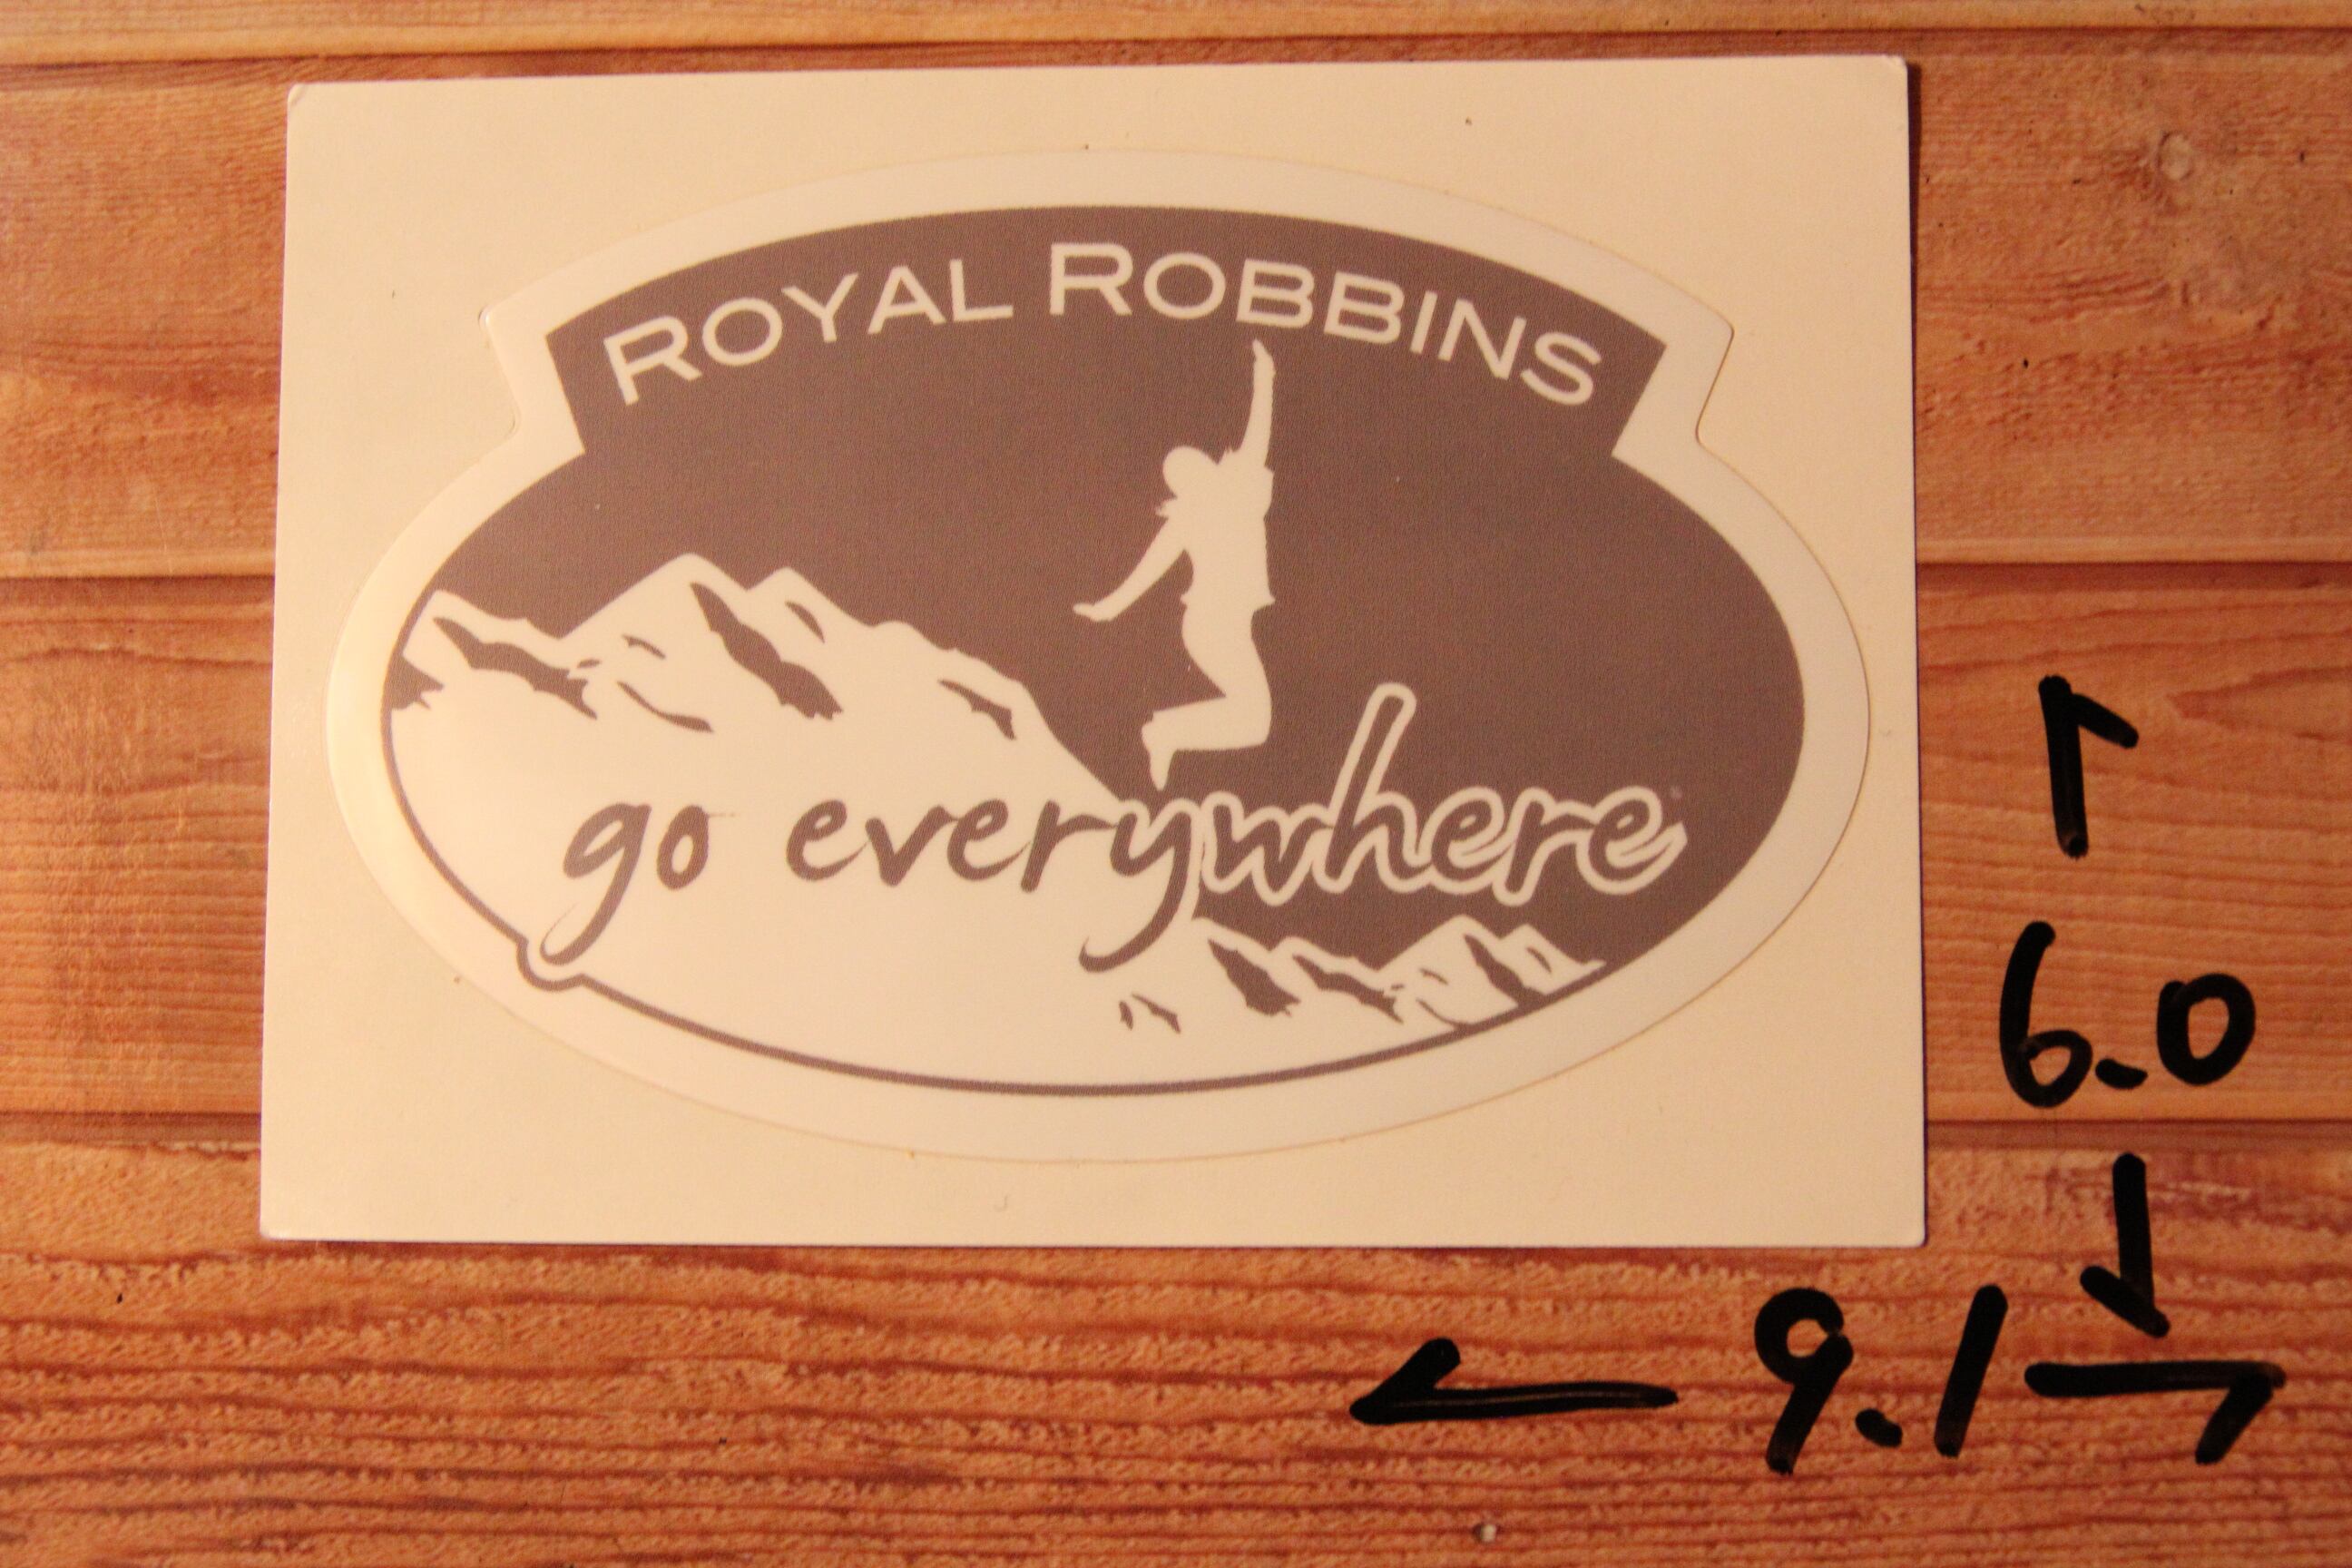 ROYAL ROBBINS
go everywhere
6.0
9.1